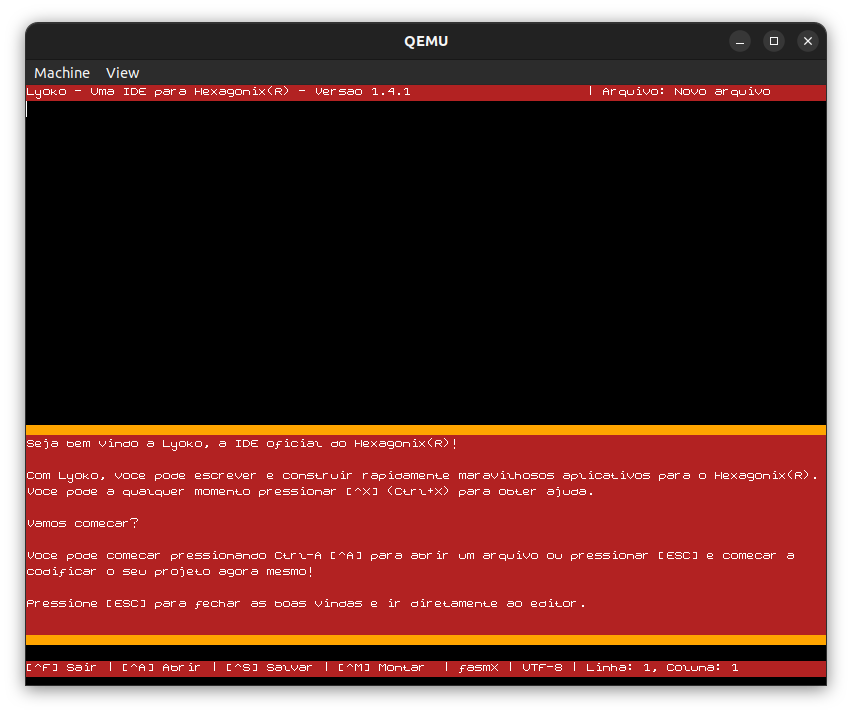 QEMU
Machine View
Lyoko - Uma IDE para Hexagonix(R) - Versao 1.4.1 | Arquivo: Novo arquivo
Seja bem vindo a Lyoko, a IDE oficial do Hexagonix(R)!
Com Lyoko, voce pode escrever e construir rapidamente maravilhosos aplicativos para o Hexagonix(R).
Voce pode a qualquer momento pressionar [^X] (Ctrl+X) para obter ajuda.
Vamos comecar?
Voce pode comecar pressionando Ctrl-A [^A] para abrir um arquivo ou pressionar [ESC] e comecar a
codificar o seu projeto agora mesmo!
Pressione [ESC] para fechar as boas vindas e ir diretamente ao editor.
[^F] Sair | [^A] Abrir | [^S] Salvar | [^M] Montar | fasmX | UTF-8 | Linha: 1, Coluna: 1